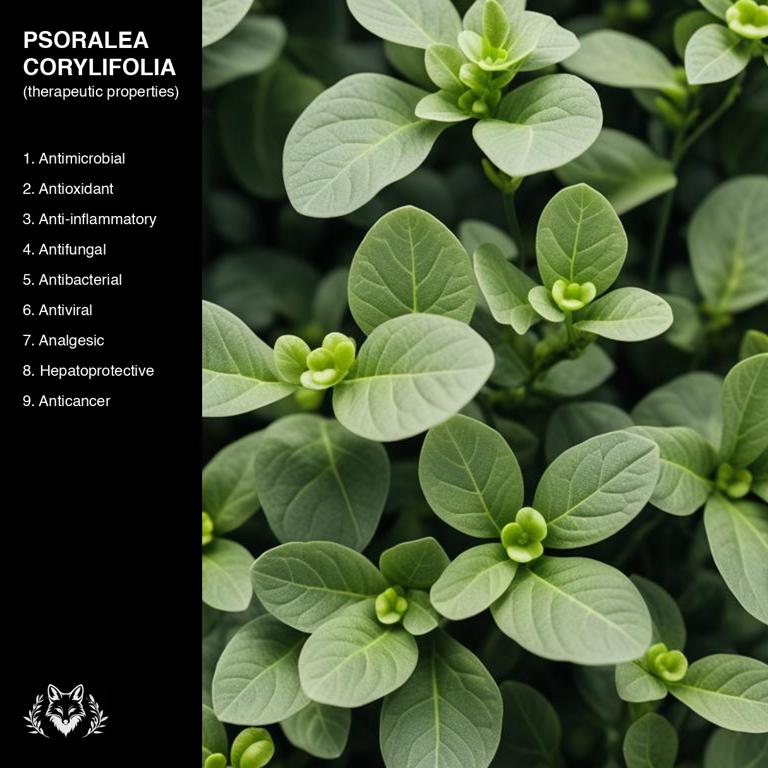 PSORALEA
CORYLIFOLIA
(therapeutic properties)
1. Antimicrobial
2. Antioxidant
3. Anti-inflammatory
4. Antifungal
5. Antibacterial
6. Antiviral
7. Analgesic
8. Hepatoprotective
9. Anticancer